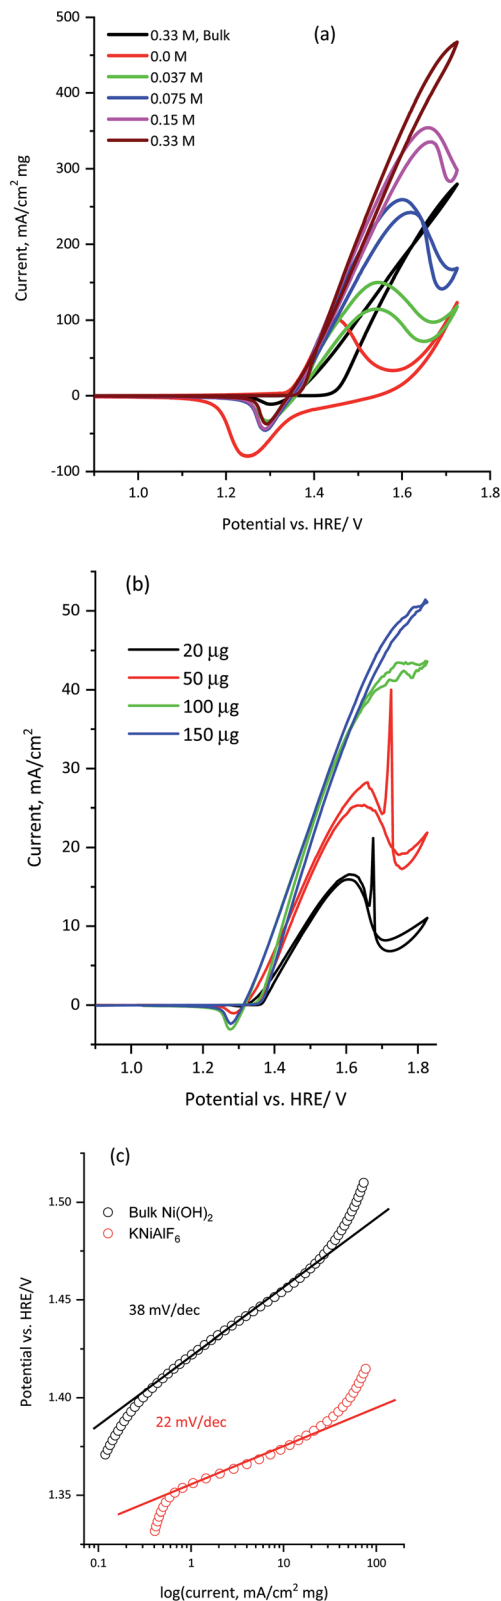 (a)
0.33 M, Bulk
0.0 M
0.037 M
0.075 M
0.15 M
0.33 M
500
400
300
200
100
0
-100
Current, mA/cm² mg
1.0 1.2 1.4 1.6 1.8
Potential vs. HRE/ V
(b)
20 µg
50 µg
100 µg
150 µg
50
40
30
20
10
0
Current, mA/cm²
1.0 1.2 1.4 1.6 1.8
Potential vs. HRE/ V
(c)
Bulk Ni(OH)₂
KNiAlF₆
38 mV/dec
22 mV/dec
1.50
1.45
1.40
1.35
Potential vs. HRE/V
0.1 1 10 100
log(current, mA/cm² mg)